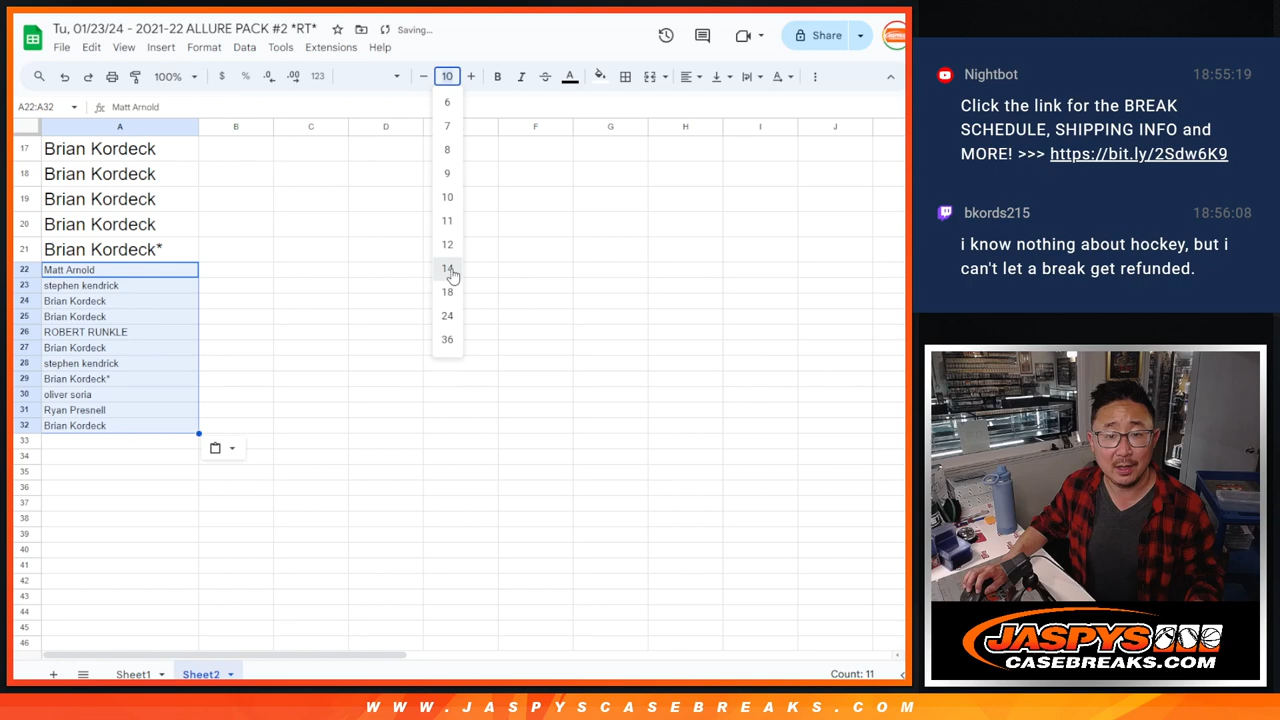 Tu, 01/23/24 - 2021-22 ALLURE PACK #2 *RT* Saving...
File Edit View Insert Format Data Tools Extensions Help
Share
100% $ % .0 .00 123 − 10 + B I A
A22:A32 fx Matt Arnold
A B C D F G H I J
17 Brian Kordeck
18 Brian Kordeck
19 Brian Kordeck
20 Brian Kordeck
21 Brian Kordeck*
22 Matt Arnold
23 stephen kendrick
24 Brian Kordeck
25 Brian Kordeck
26 ROBERT RUNKLE
27 Brian Kordeck
28 stephen kendrick
29 Brian Kordeck*
30 oliver soria
31 Ryan Presnell
32 Brian Kordeck
33
34
35
36
37
38
39
40
41
42
43
44
45
46
6
7
8
9
10
11
12
14
18
24
36
+ Sheet1 Sheet2 Count: 11
Nightbot 18:55:19
Click the link for the BREAK
SCHEDULE, SHIPPING INFO and
MORE! >>> https://bit.ly/2Sdw6K9
bkords215 18:56:08
i know nothing about hockey, but i
can't let a break get refunded.
JASPYS
CASEBREAKS.COM
WWW.JASPYSCASEBREAKS.COM